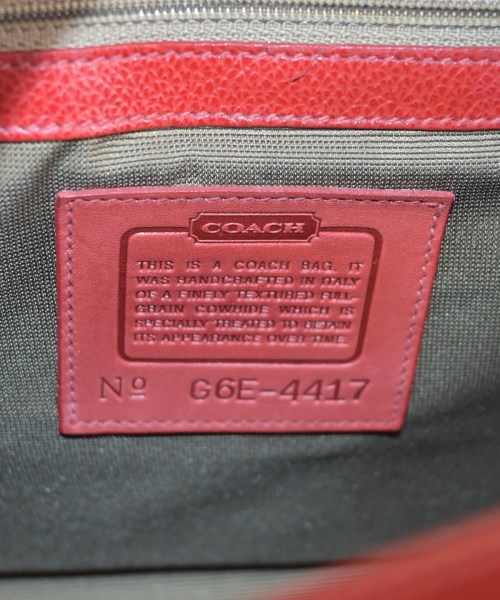 COACH
THIS IS A COACH BAG. IT
WAS HANDCRAFTED IN ITALY
OF A FINELY TEXTURED FULL-
GRAIN COWHIDE WHICH IS
SPECIALLY TREATED TO RETAIN
ITS APPEARANCE OVER TIME.
Nº G6E-4417